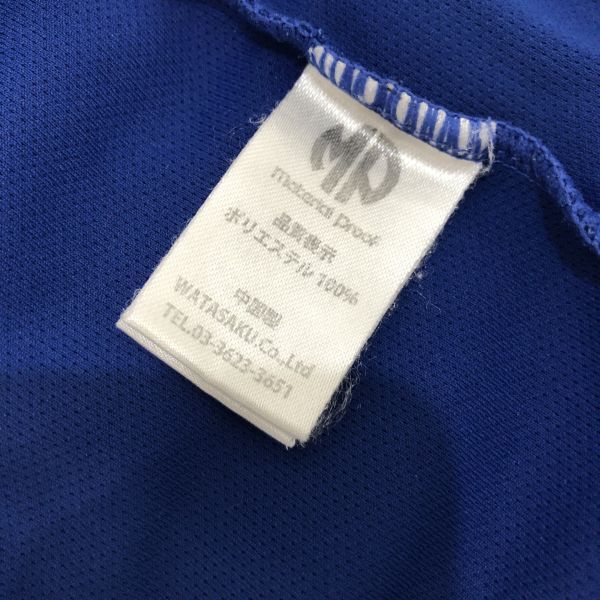 MP
Material Proof
品質表示
ポリエステル 100%
中国製
WATASAKU.Co.,Ltd
TEL.03-3623-3651